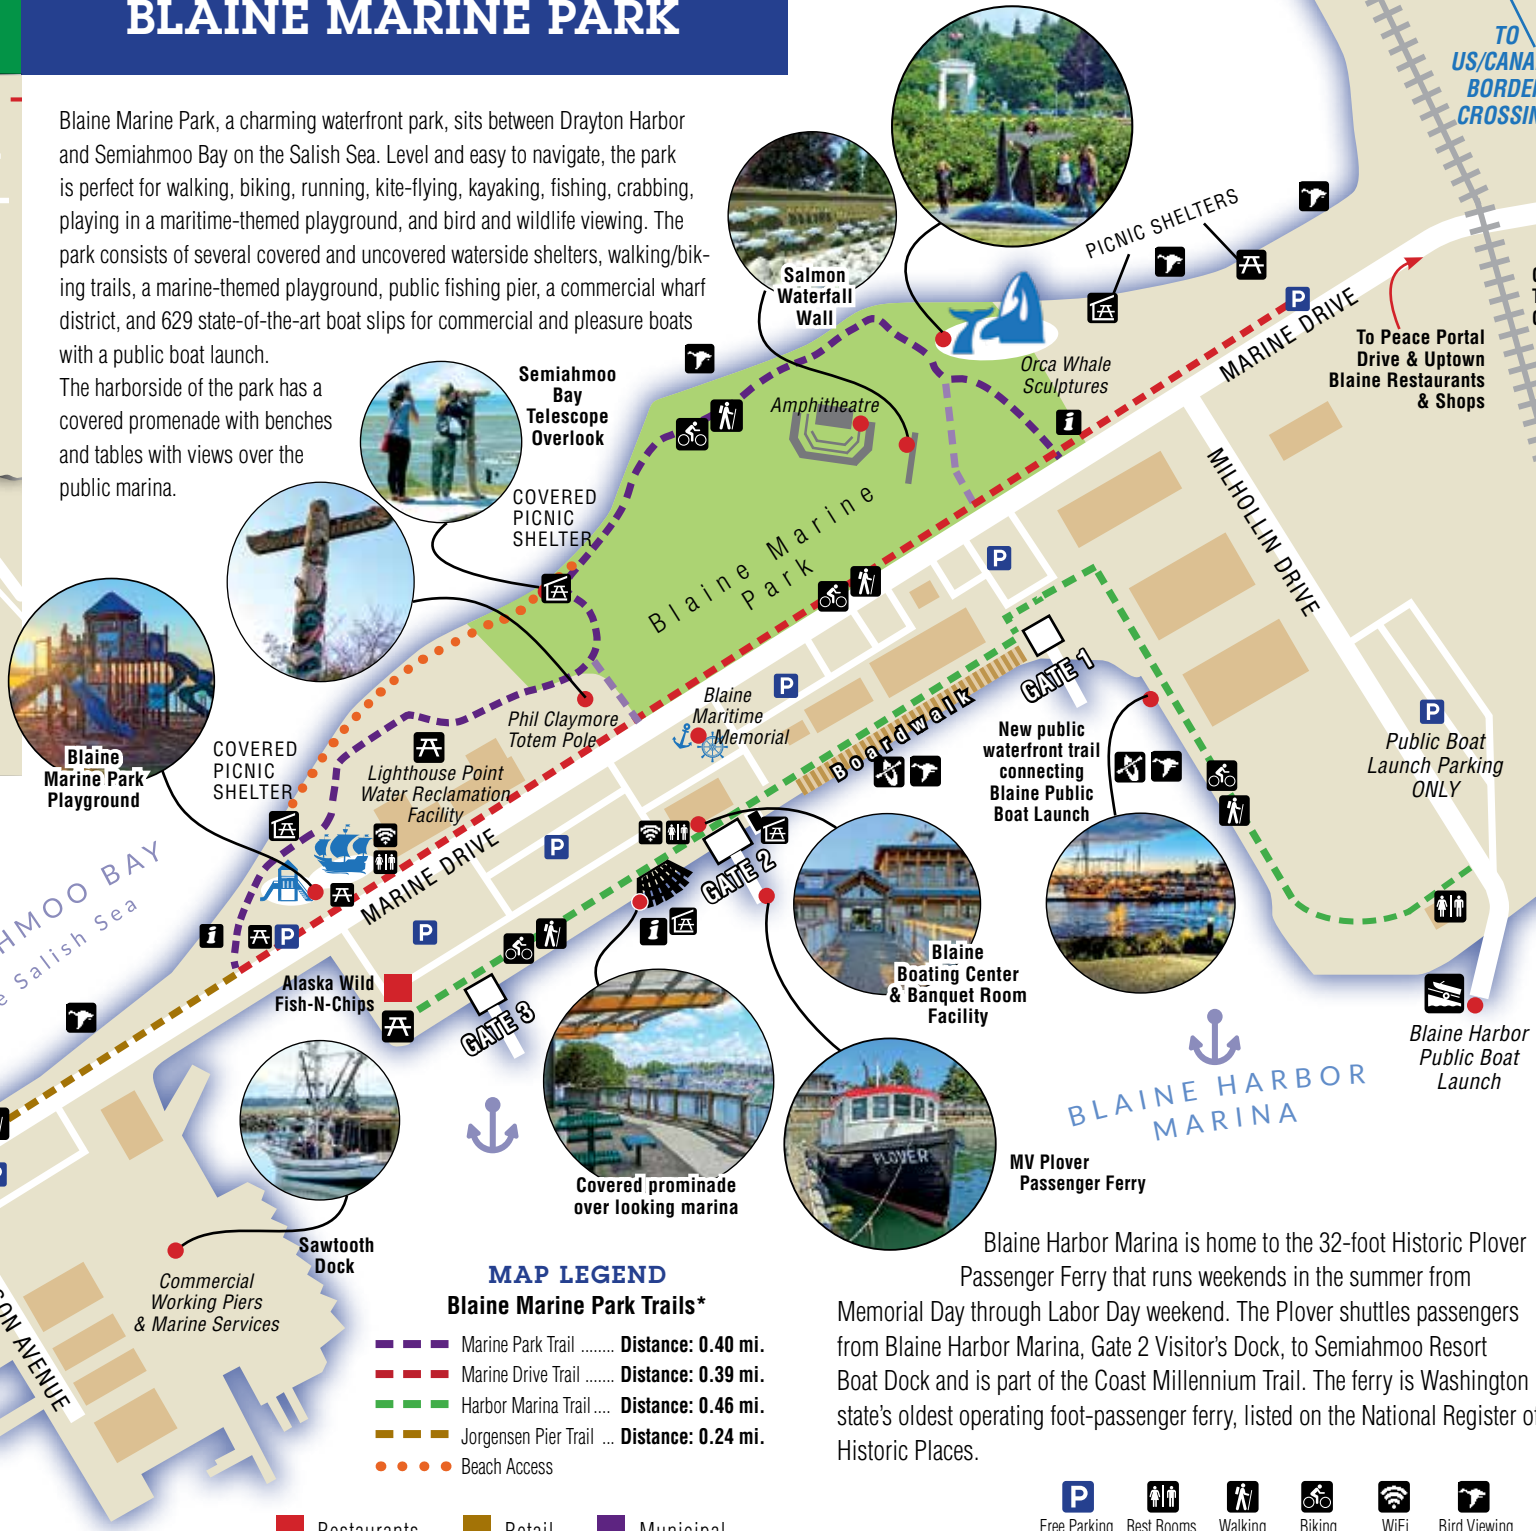 BLAINE MARINE PARK
Blaine Marine Park, a charming waterfront park, sits between Drayton Harbor
and Semiahmoo Bay on the Salish Sea. Level and easy to navigate, the park
is perfect for walking, biking, running, kite-flying, kayaking, fishing, crabbing,
playing in a maritime-themed playground, and bird and wildlife viewing. The
park consists of several covered and uncovered waterside shelters, walking/bik-
ing trails, a marine-themed playground, public fishing pier, a commercial wharf
district, and 629 state-of-the-art boat slips for commercial and pleasure boats
with a public boat launch.
The harborside of the park has a
covered promenade with benches
and tables with views over the
public marina.
TO
US/CANA
BORDE
CROSSIN
PICNIC SHELTERS
Salmon
Waterfall
Wall
Semiahmoo
Bay
Telescope
Overlook
Orca Whale
Sculptures
Amphitheatre
P
MARINE DRIVE
To Peace Portal
Drive & Uptown
Blaine Restaurants
& Shops
i
MILHOLLIN DRIVE
COVERED
PICNIC
SHELTER
Blaine Marine
Park
P
GATE 1
Boardwalk
Blaine
Marine Park
Playground
COVERED
PICNIC
SHELTER
Phil Claymore
Totem Pole
Blaine
Maritime
Memorial
P
New public
waterfront trail
connecting
Blaine Public
Boat Launch
P
Public Boat
Launch Parking
ONLY
Lighthouse Point
Water Reclamation
Facility
MARINE DRIVE
P
GATE 2
HMOO BAY
Salish Sea
i
P
P
i
Alaska Wild
Fish-N-Chips
GATE 3
Blaine
Boating Center
& Banquet Room
Facility
Blaine Harbor
Public Boat
Launch
BLAINE HARBOR
MARINA
PLOVER
MV Plover
Passenger Ferry
Covered prominade
over looking marina
Sawtooth
Dock
Commercial
Working Piers
& Marine Services
SON AVENUE
MAP LEGEND
Blaine Marine Park Trails*
Marine Park Trail ........ Distance: 0.40 mi.
Marine Drive Trail ....... Distance: 0.39 mi.
Harbor Marina Trail .... Distance: 0.46 mi.
Jorgensen Pier Trail ... Distance: 0.24 mi.
Beach Access
Restaurants Retail Municipal
Blaine Harbor Marina is home to the 32-foot Historic Plover
Passenger Ferry that runs weekends in the summer from
Memorial Day through Labor Day weekend. The Plover shuttles passengers
from Blaine Harbor Marina, Gate 2 Visitor's Dock, to Semiahmoo Resort
Boat Dock and is part of the Coast Millennium Trail. The ferry is Washington
state's oldest operating foot-passenger ferry, listed on the National Register of
Historic Places.
P
Free Parking Rest Rooms Walking Biking WiFi Bird Viewing